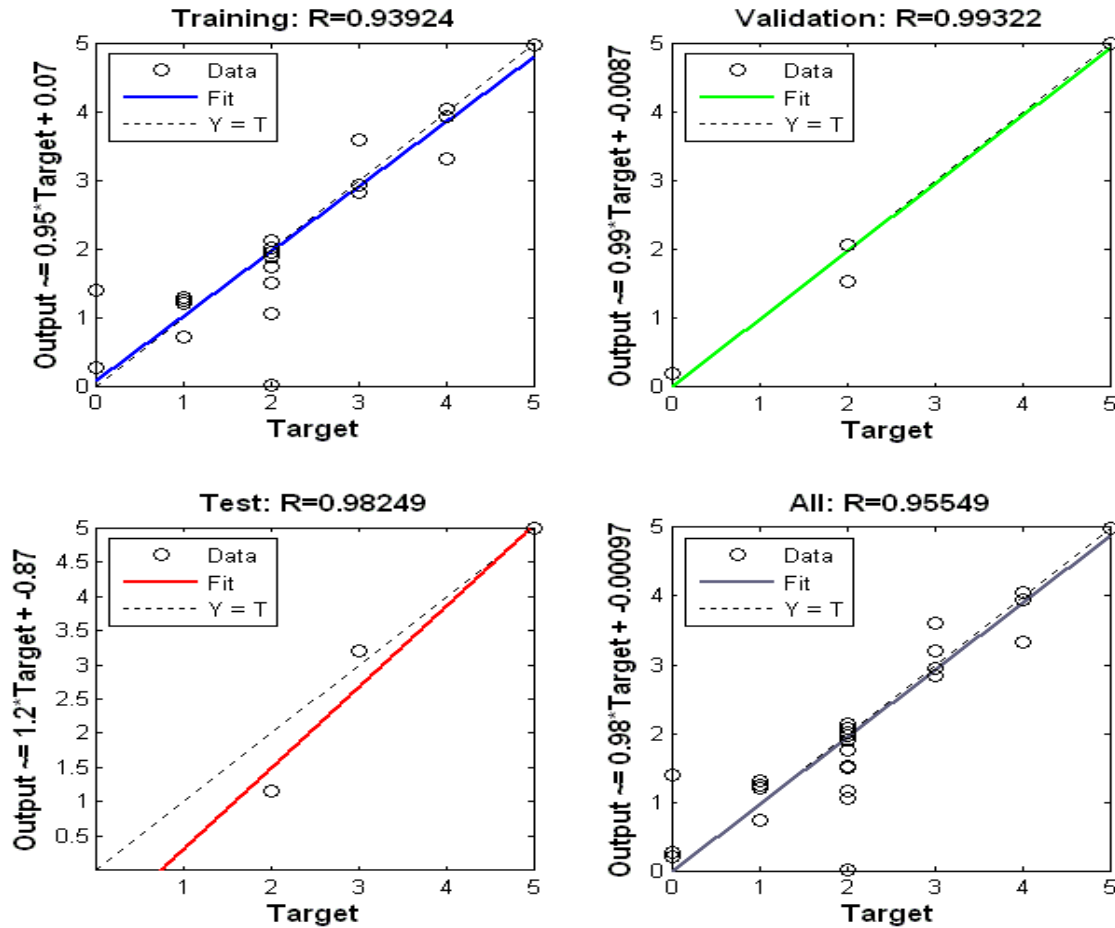 Training: R=0.93924
Output ~= 0.95*Target + 0.07
Data
Fit
Y = T
5
4
3
2
1
0
0 1 2 3 4 5
Target
Validation: R=0.99322
Output ~= 0.99*Target + -0.0087
Data
Fit
Y = T
5
4
3
2
1
0
0 1 2 3 4 5
Target
Test: R=0.98249
Output ~= 1.2*Target + -0.87
Data
Fit
Y = T
5
4.5
4
3.5
3
2.5
2
1.5
1
0.5
1 2 3 4 5
Target
All: R=0.95549
Output ~= 0.98*Target + -0.00097
Data
Fit
Y = T
5
4
3
2
1
0
0 1 2 3 4 5
Target